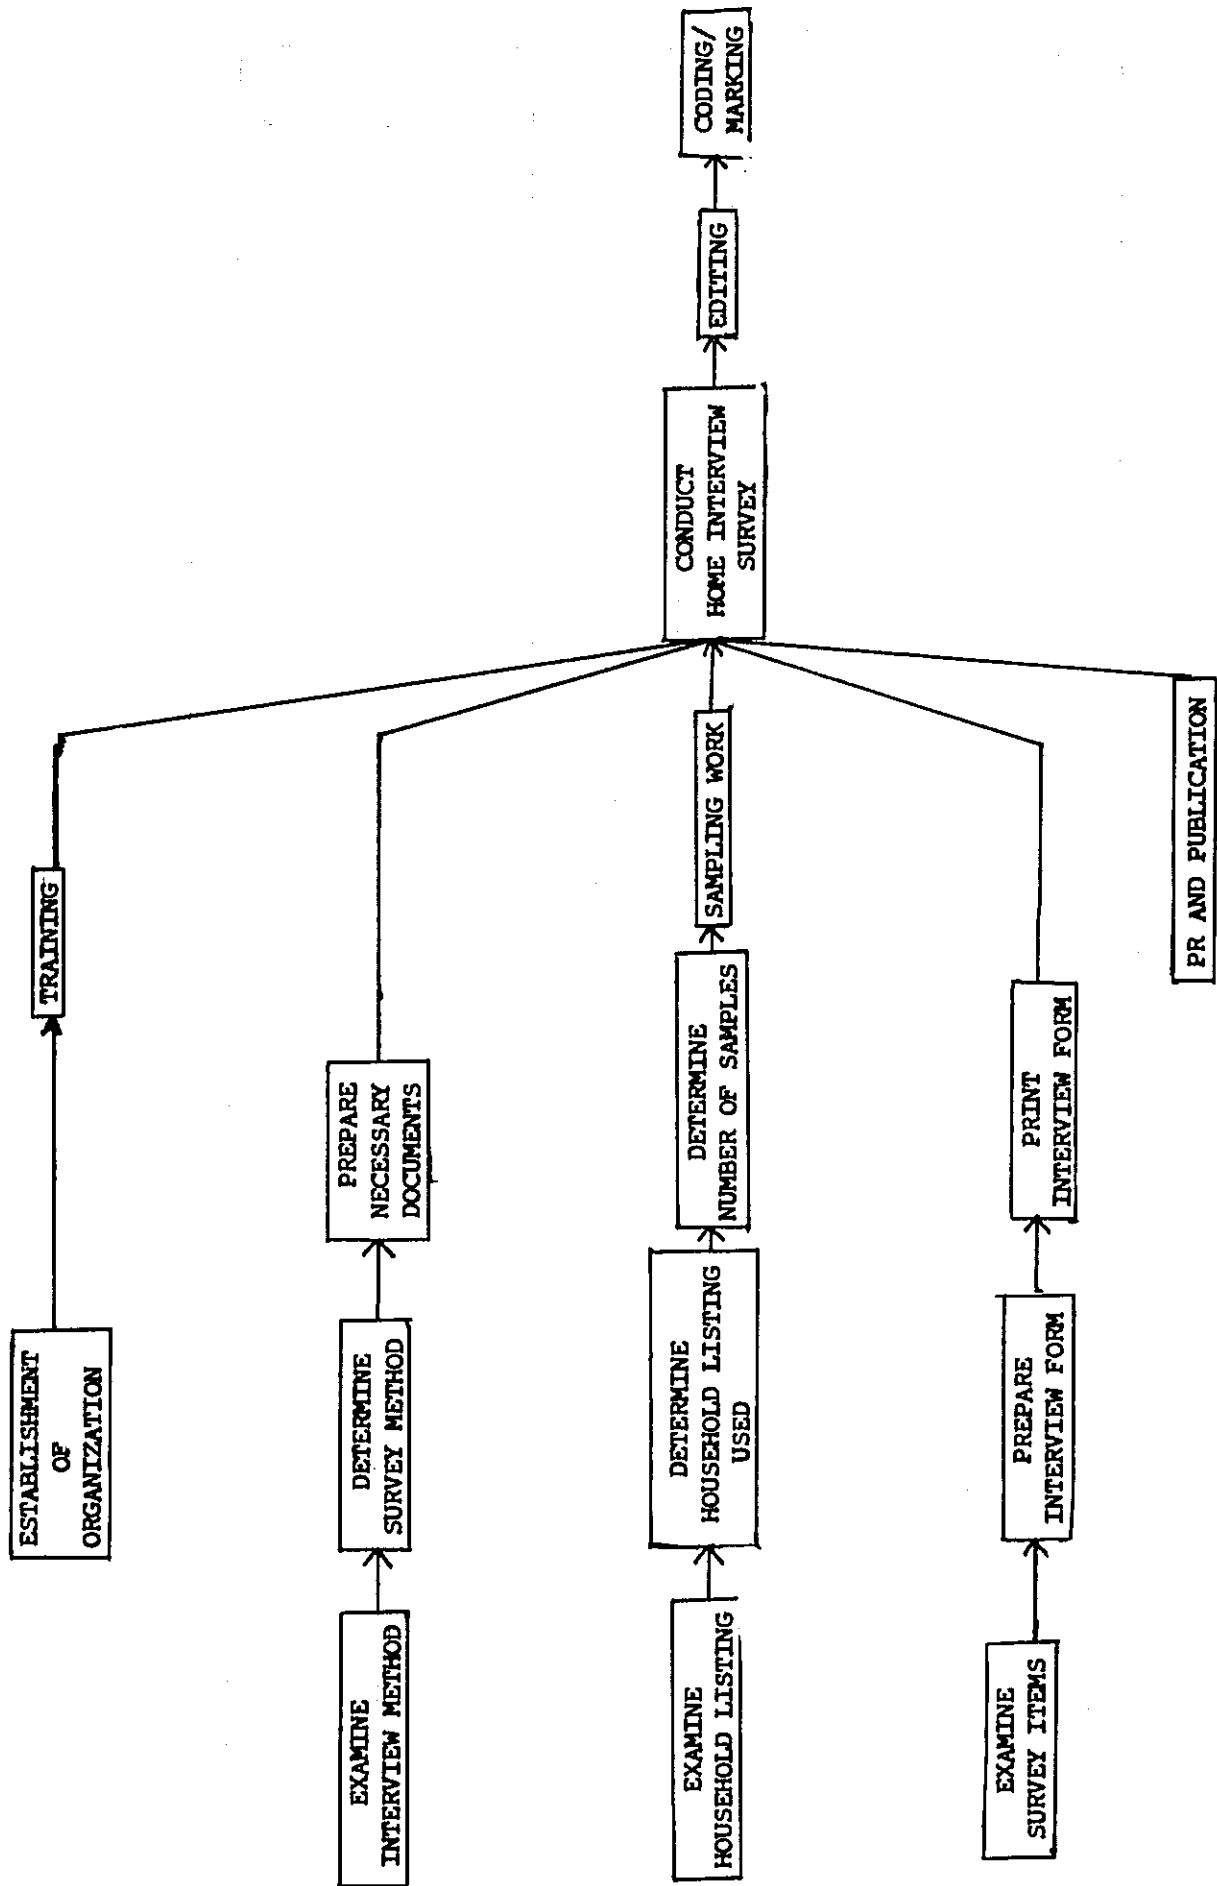 ESTABLISHMENT
OF
ORGANIZATION
TRAINING
EXAMINE
INTERVIEW METHOD
DETERMINE
SURVEY METHOD
PREPARE
NECESSARY
DOCUMENTS
EXAMINE
HOUSEHOLD LISTING
DETERMINE
HOUSEHOLD LISTING
USED
DETERMINE
NUMBER OF SAMPLES
SAMPLING WORK
EXAMINE
SURVEY ITEMS
PREPARE
INTERVIEW FORM
PRINT
INTERVIEW FORM
PR AND PUBLICATION
CONDUCT
HOME INTERVIEW
SURVEY
EDITING
CODING/
MARKING